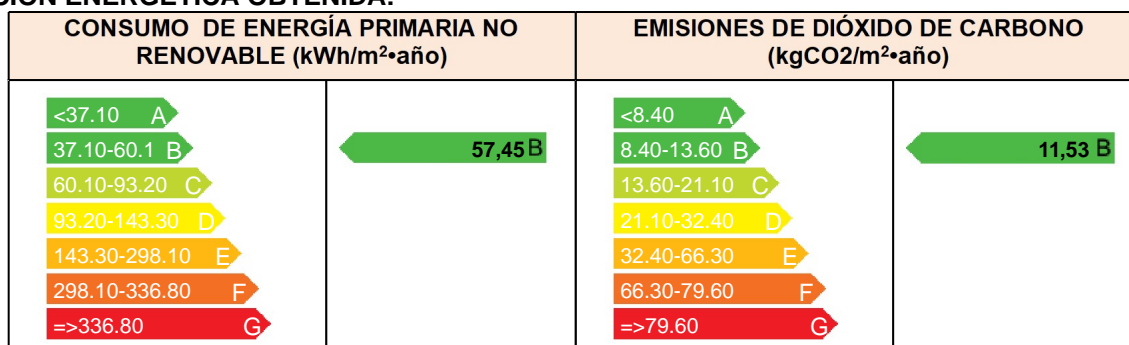 SIÓN ENERGÉTICA OBTENIDA:
CONSUMO DE ENERGÍA PRIMARIA NO
RENOVABLE (kWh/m²•año)
EMISIONES DE DIÓXIDO DE CARBONO
(kgCO2/m²•año)
<37.10 A
37.10-60.1 B
60.10-93.20 C
93.20-143.30 D
143.30-298.10 E
298.10-336.80 F
=>336.80 G
57,45 B
<8.40 A
8.40-13.60 B
13.60-21.10 C
21.10-32.40 D
32.40-66.30 E
66.30-79.60 F
=>79.60 G
11,53 B